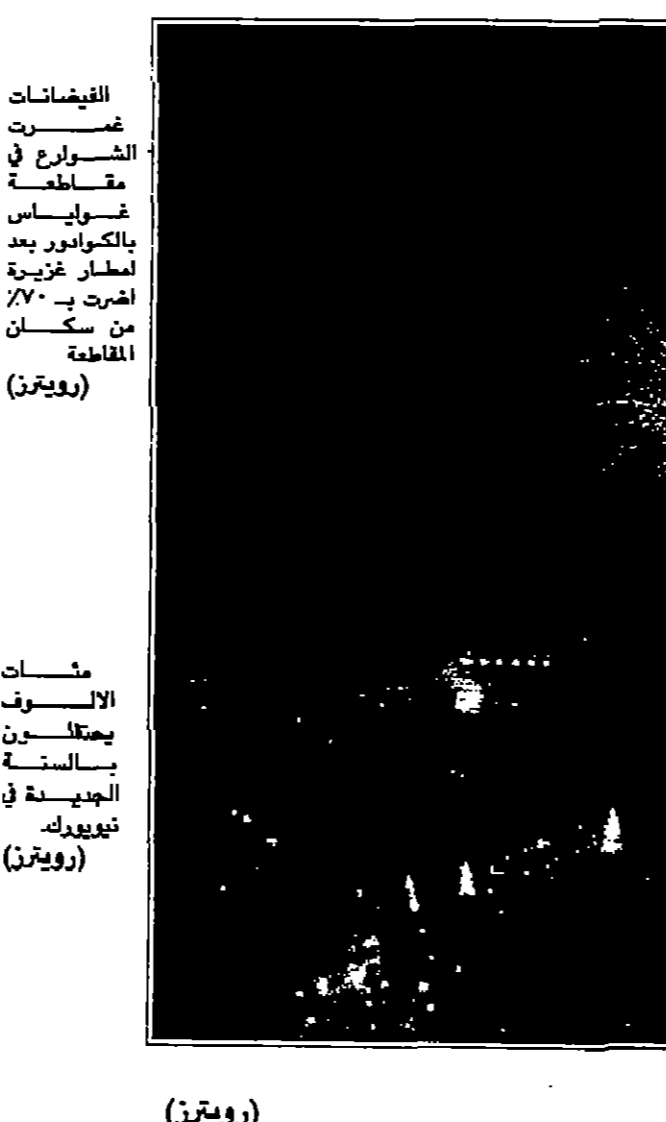 الفيضانات
غمرت
الشوارع في
مقاطعة
غولياس
بالكوادور بعد
امطار غزيرة
اضرت بـ ٧٠٪
من سكان
المقاطعة
(رويترز)
مئات
الالوف
يحتفلون
بالسنة
الجديدة في
نيويورك.
(رويترز)
(رويترز)